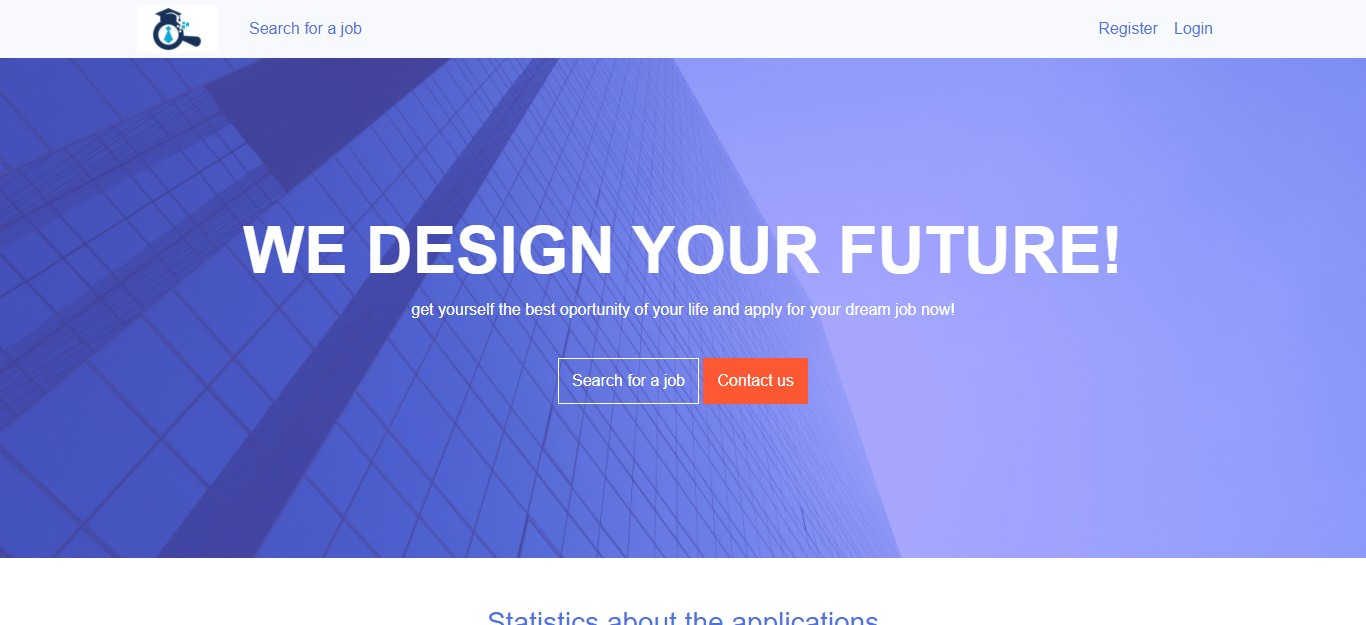 Search for a job
Register
Login
WE DESIGN YOUR FUTURE!
get yourself the best oportunity of your life and apply for your dream job now!
Search for a job
Contact us
Statistics about the applications